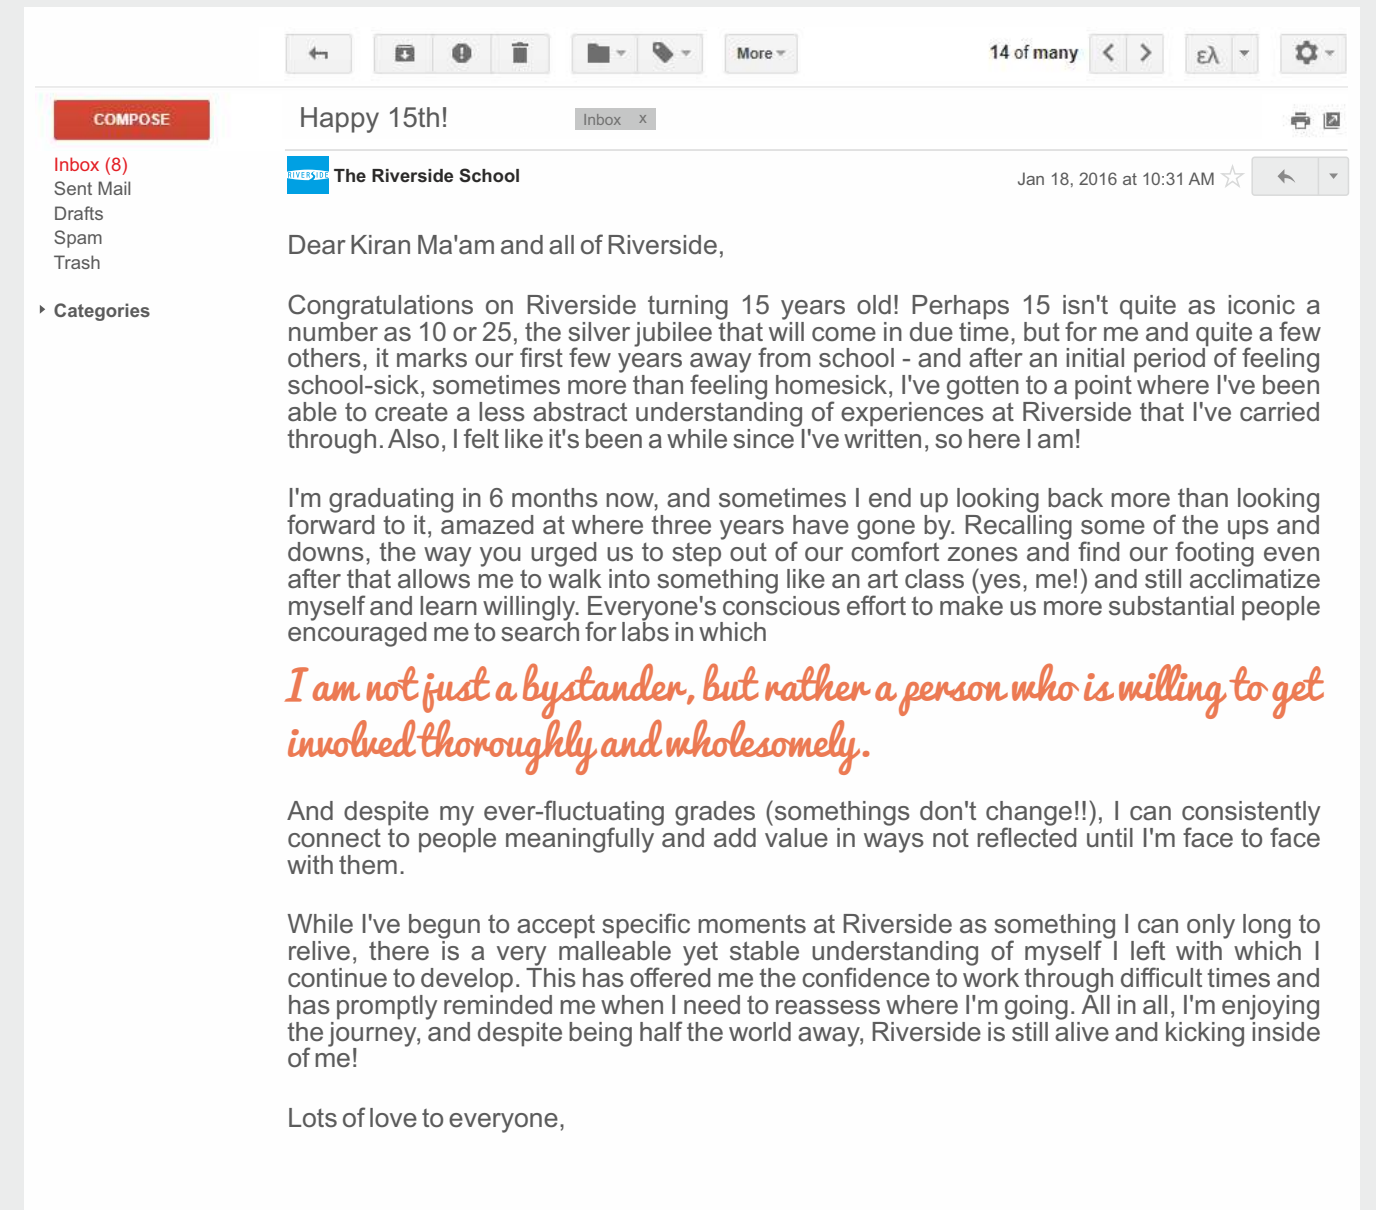 More
14 of many
ελ
COMPOSE
Happy 15th!
Inbox x
Inbox (8)
Sent Mail
Drafts
Spam
Trash
Categories
RIVERSIDE
The Riverside School
Jan 18, 2016 at 10:31 AM
Dear Kiran Ma'am and all of Riverside,
Congratulations on Riverside turning 15 years old! Perhaps 15 isn't quite as iconic a
number as 10 or 25, the silver jubilee that will come in due time, but for me and quite a few
others, it marks our first few years away from school - and after an initial period of feeling
school-sick, sometimes more than feeling homesick, I've gotten to a point where I've been
able to create a less abstract understanding of experiences at Riverside that I've carried
through. Also, I felt like it's been a while since I've written, so here I am!
I'm graduating in 6 months now, and sometimes I end up looking back more than looking
forward to it, amazed at where three years have gone by. Recalling some of the ups and
downs, the way you urged us to step out of our comfort zones and find our footing even
after that allows me to walk into something like an art class (yes, me!) and still acclimatize
myself and learn willingly. Everyone's conscious effort to make us more substantial people
encouraged me to search for labs in which
I am not just a bystander, but rather a person who is willing to get
involved thoroughly and wholesomely.
And despite my ever-fluctuating grades (somethings don't change!!), I can consistently
connect to people meaningfully and add value in ways not reflected until I'm face to face
with them.
While I've begun to accept specific moments at Riverside as something I can only long to
relive, there is a very malleable yet stable understanding of myself I left with which I
continue to develop. This has offered me the confidence to work through difficult times and
has promptly reminded me when I need to reassess where I'm going. All in all, I'm enjoying
the journey, and despite being half the world away, Riverside is still alive and kicking inside
of me!
Lots of love to everyone,